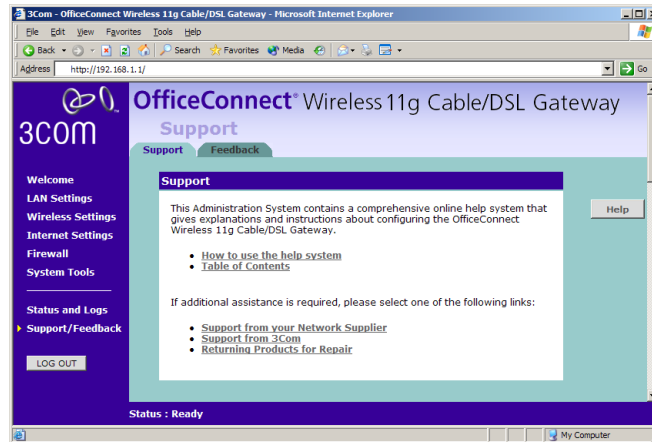 3Com - OfficeConnect Wireless 11g Cable/DSL Gateway - Microsoft Internet Explorer
File Edit View Favorites Tools Help
Back Search Favorites Media
Address http://192.168.1.1/ Go
3COM
OfficeConnect® Wireless 11g Cable/DSL Gateway
Support
Support Feedback
Welcome
LAN Settings
Wireless Settings
Internet Settings
Firewall
System Tools
Status and Logs
Support/Feedback
LOG OUT
Support
This Administration System contains a comprehensive online help system that
gives explanations and instructions about configuring the OfficeConnect
Wireless 11g Cable/DSL Gateway.
• How to use the help system
• Table of Contents
If additional assistance is required, please select one of the following links:
• Support from your Network Supplier
• Support from 3Com
• Returning Products for Repair
Help
Status : Ready
My Computer